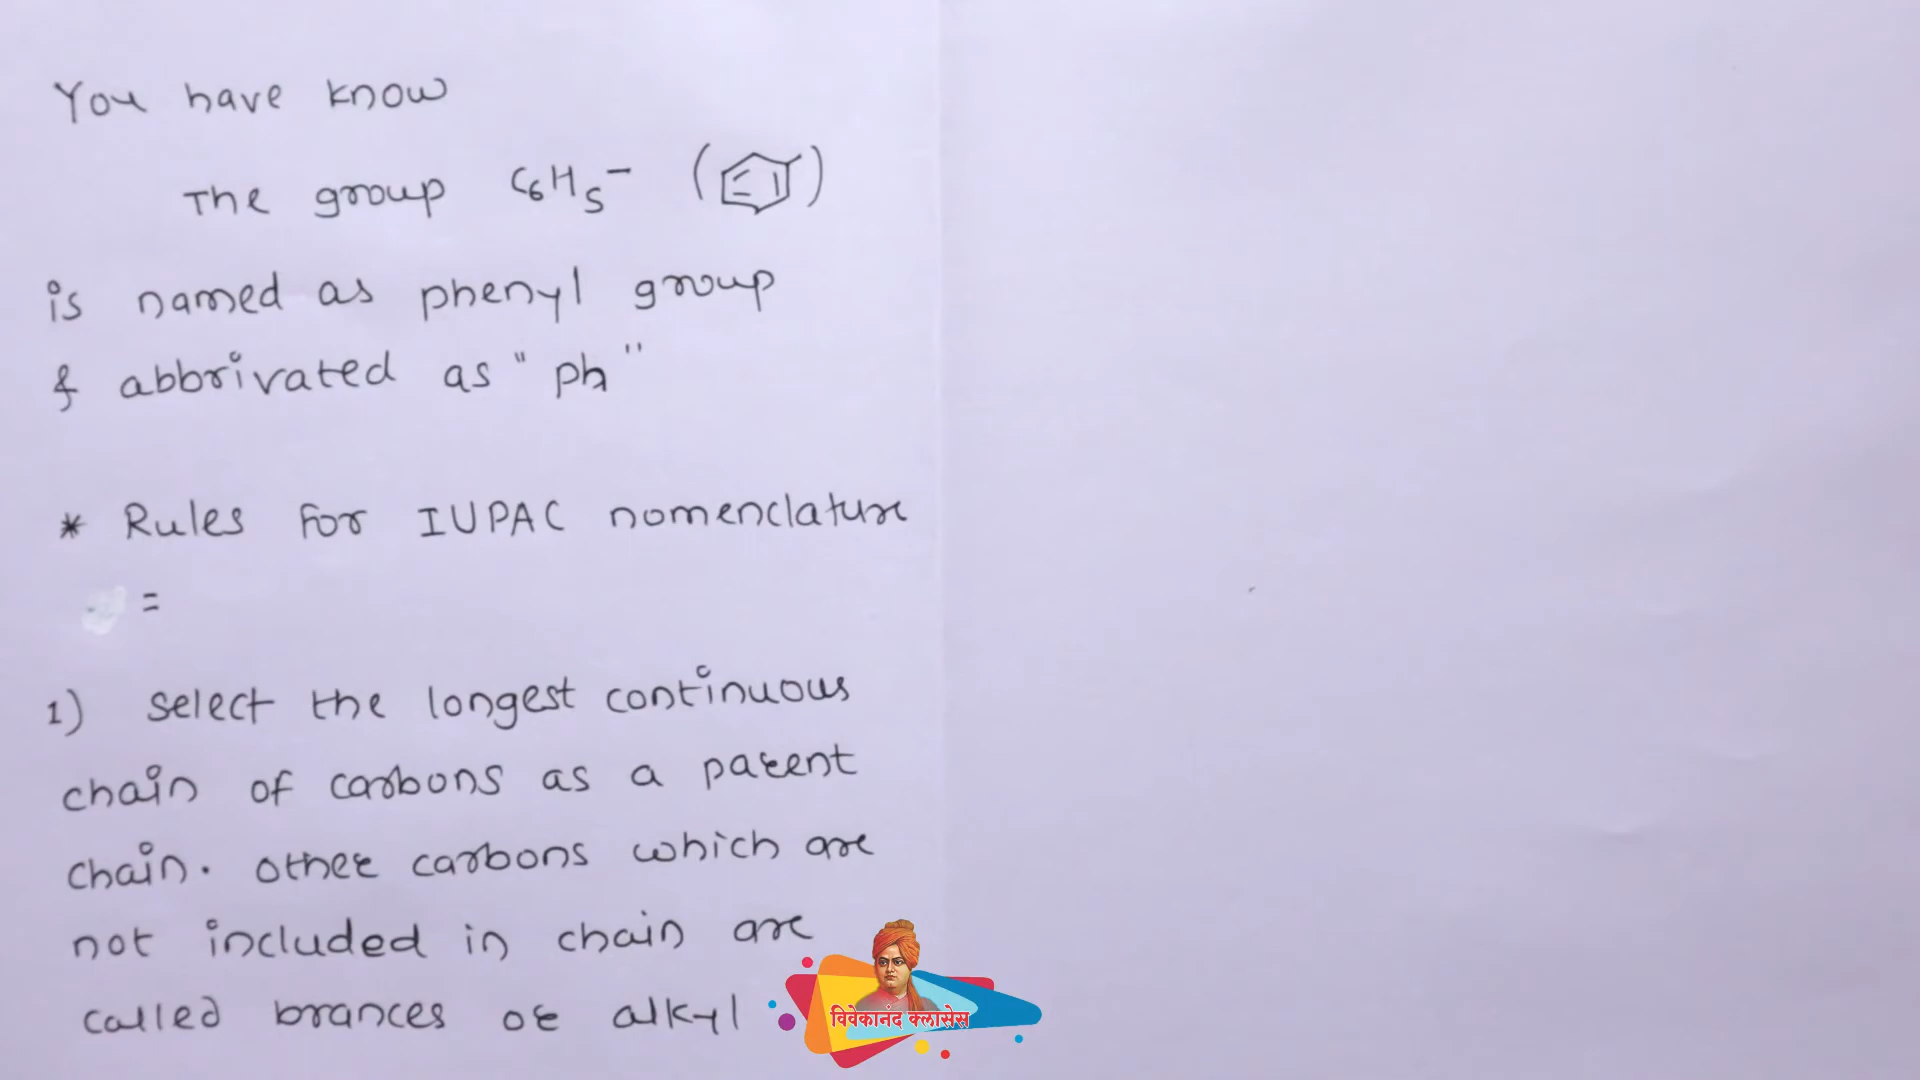 You have know
The group C6H5- ( )
is named as phenyl group
& abbrivated as "ph"
* Rules For IUPAC nomenclature
=
1) select the longest continuous
chain of carbons as a parent
chain. other carbons which are
not included in chain are
called brances or alkyl
विवेकानंद क्लासेस